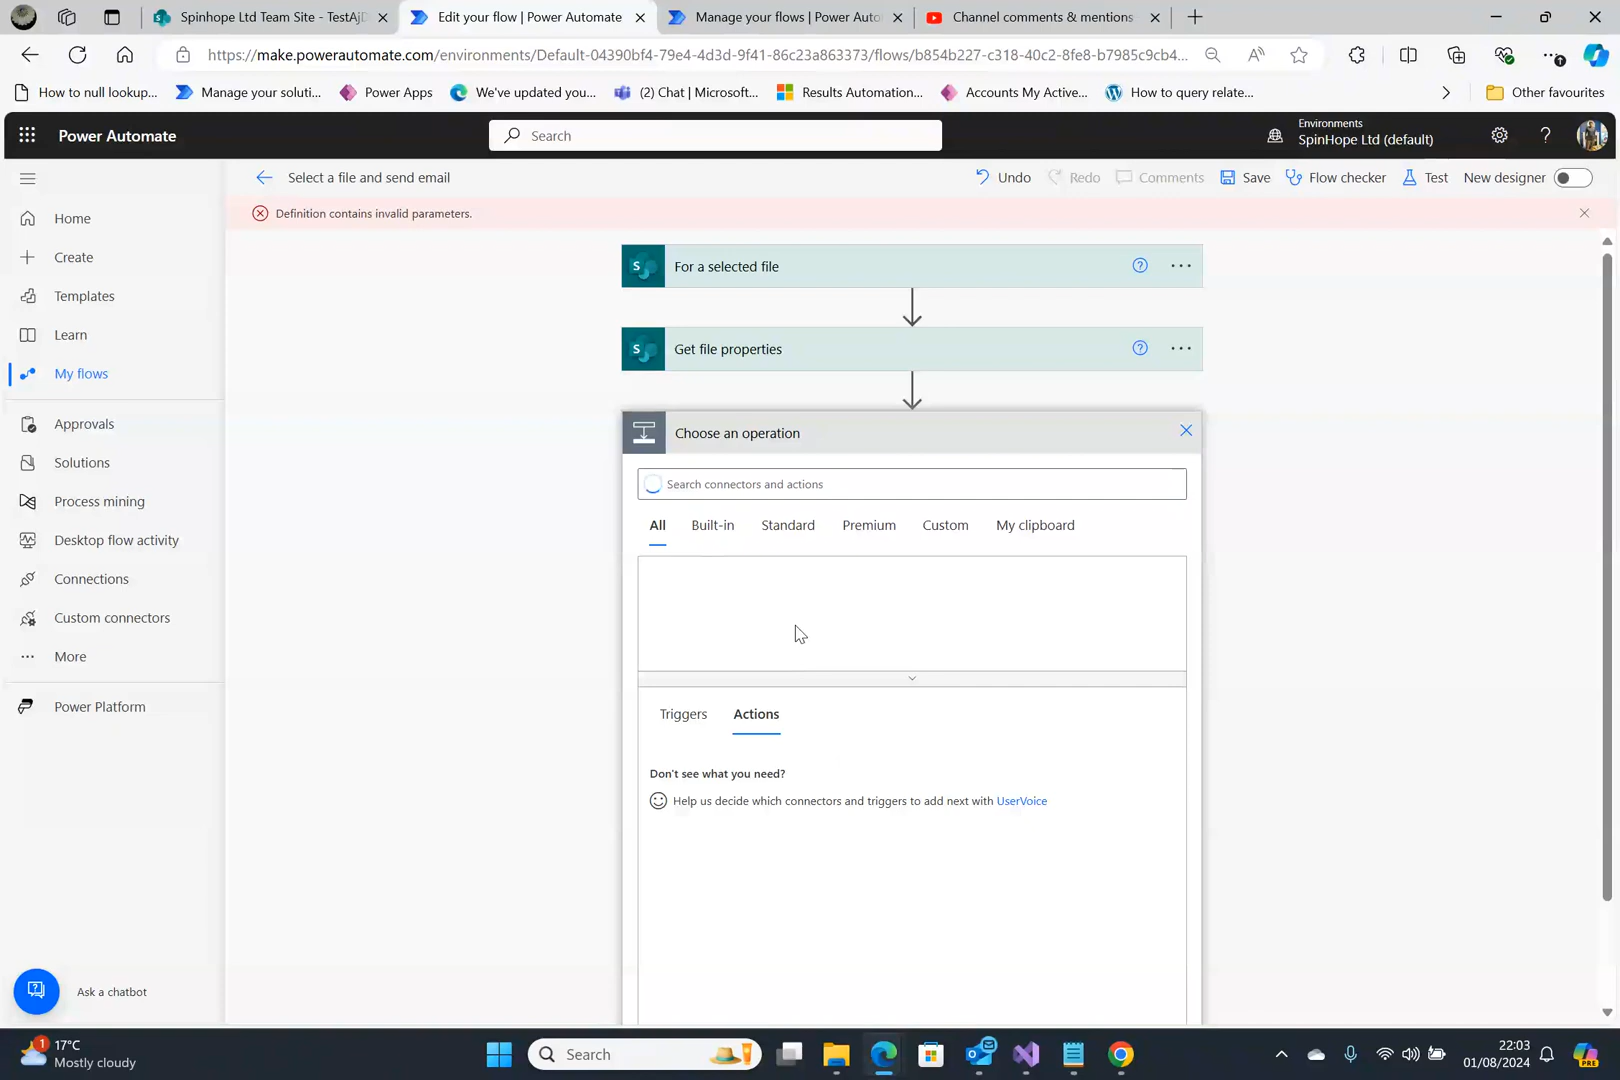 Spinhope Ltd Team Site - TestAjD
Edit your flow | Power Automate
Manage your flows | Power Auto
Channel comments & mentions
https://make.powerautomate.com/environments/Default-04390bf4-79e4-4d3d-9f41-86c23a863373/flows/b854b227-c318-40c2-8fe8-b7985c9cb4...
How to null lookup...
Manage your soluti...
Power Apps
We've updated you...
(2) Chat | Microsoft...
Results Automation...
Accounts My Active...
How to query relate...
Other favourites
Power Automate
Search
Environments
SpinHope Ltd (default)
Select a file and send email
Undo
Redo
Comments
Save
Flow checker
Test
New designer
Definition contains invalid parameters.
Home
Create
Templates
Learn
My flows
Approvals
Solutions
Process mining
Desktop flow activity
Connections
Custom connectors
More
Power Platform
Ask a chatbot
For a selected file
Get file properties
Choose an operation
Search connectors and actions
All
Built-in
Standard
Premium
Custom
My clipboard
Triggers
Actions
Don't see what you need?
Help us decide which connectors and triggers to add next with UserVoice
1
17°C
Mostly cloudy
Search
22:03
01/08/2024
PRE